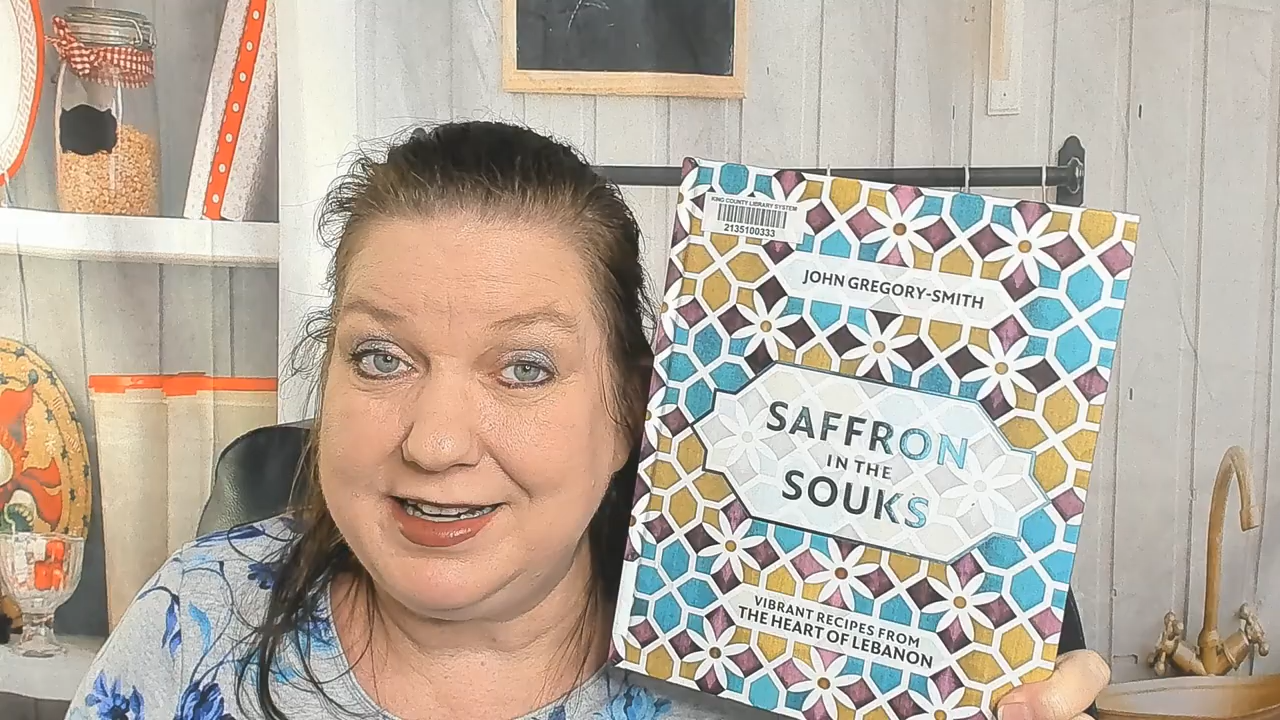 KING COUNTY LIBRARY SYSTEM
2135100333
JOHN GREGORY-SMITH
SAFFRON
IN THE
SOUKS
VIBRANT RECIPES FROM
THE HEART OF LEBANON